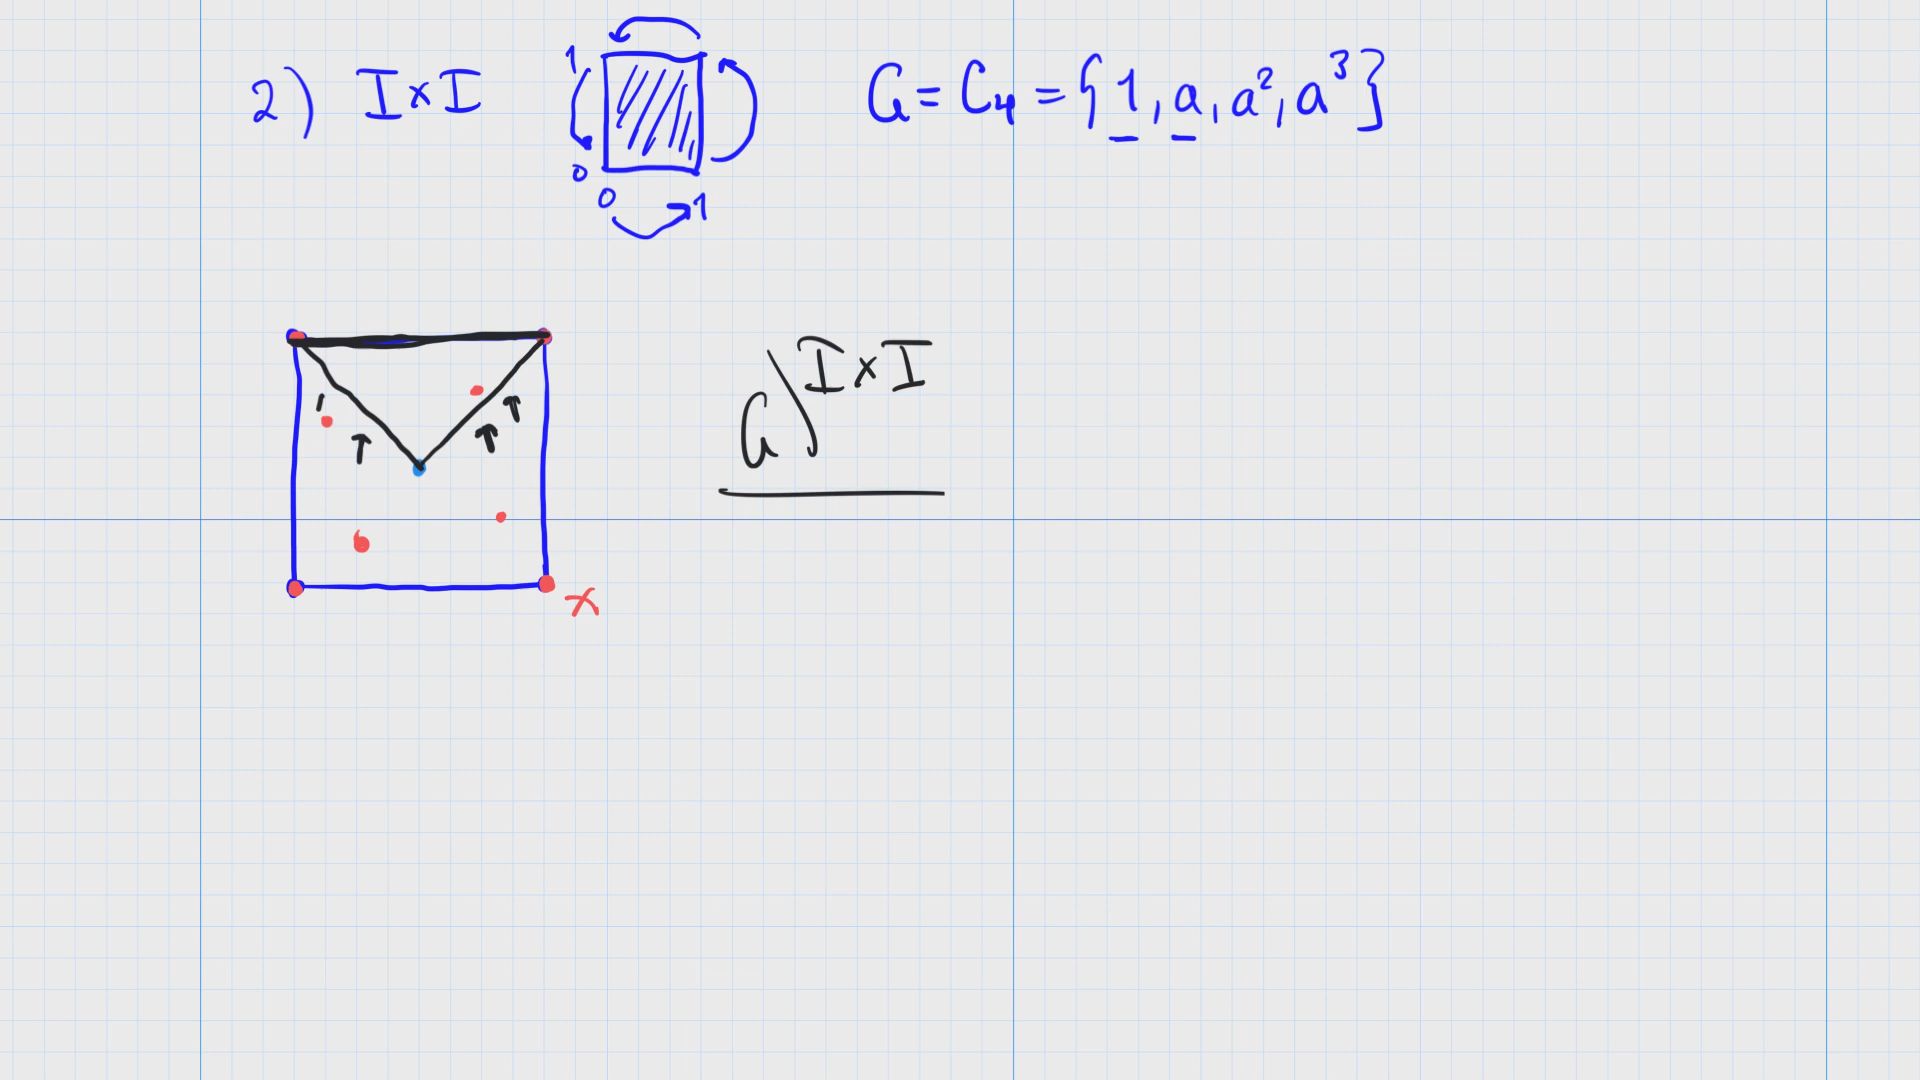 2) I×I 1 0 0 1 G = C₄ = {1, a, a², a³}
G\I×I
x